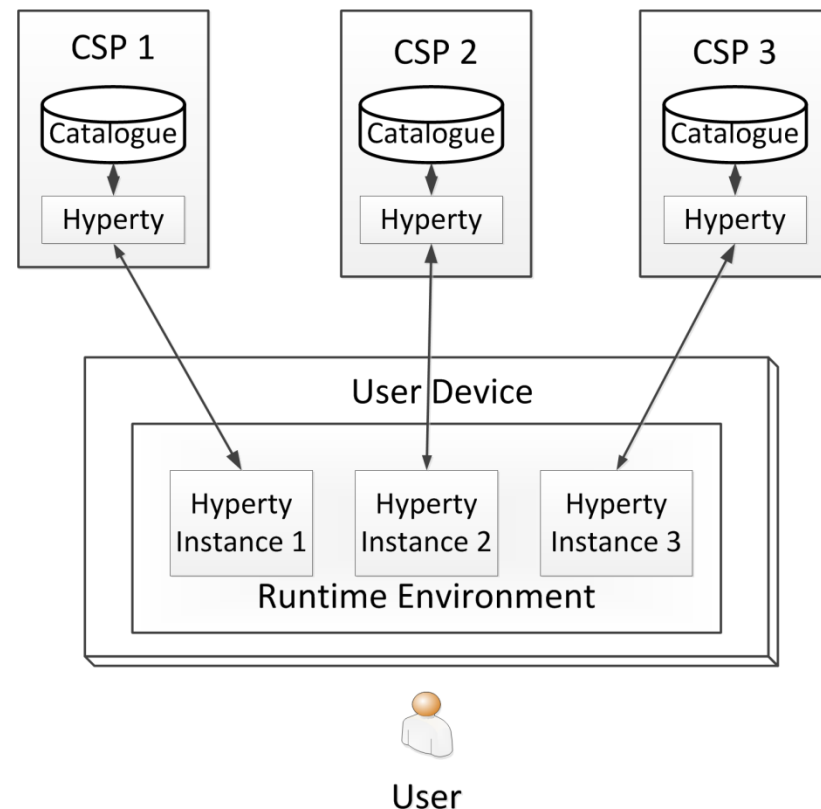 CSP 1
Catalogue
Hyperty
CSP 2
Catalogue
Hyperty
CSP 3
Catalogue
Hyperty
User Device
Hyperty
Instance 1
Hyperty
Instance 2
Hyperty
Instance 3
Runtime Environment
User